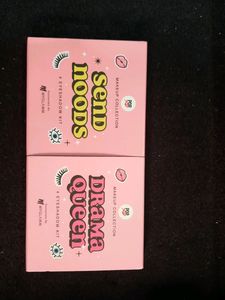 MAKEUP COLLECTION
send
noods
4 EYESHADOW KIT
MAKEUP COLLECTION
DRAMA
Queen
4 EYESHADOW KIT